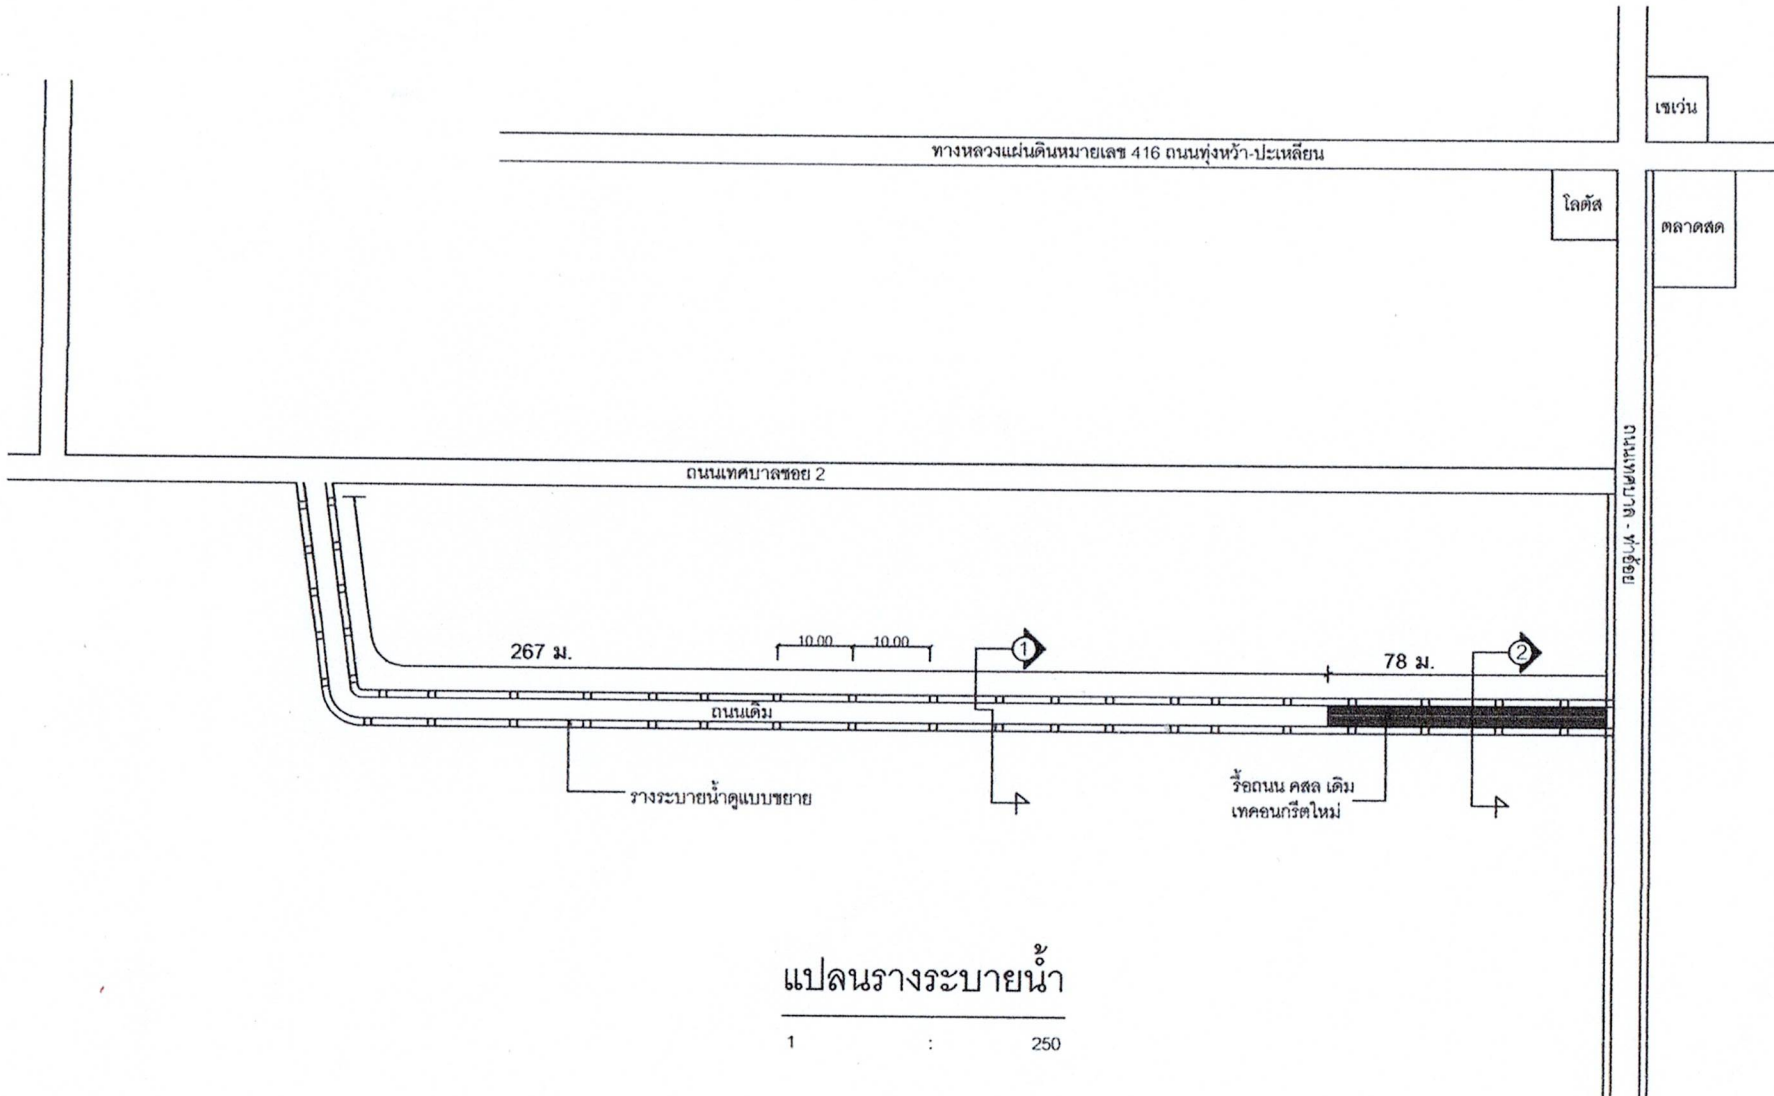 เซเว่น
ทางหลวงแผ่นดินหมายเลข 416 ถนนทุ่งหว้า-ปะเหลียน
โลตัส
ตลาดสด
ถนนเทศบาลซอย 2
ถนนเทศบาล - ท่าอ้อย
267 ม.
10.00
10.00
1
78 ม.
2
ถนนเดิม
รางระบายน้ำดูแบบขยาย
รื้อถนน คสล เดิม
เทคอนกรีตใหม่
แปลนรางระบายน้ำ
1 : 250